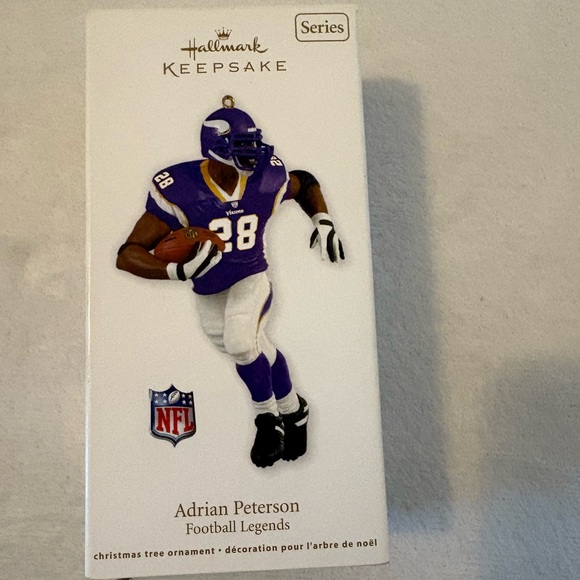 Series
Hallmark
KEEPSAKE
28
28
VIKINGS
28
NFL
Adrian Peterson
Football Legends
christmas tree ornament • décoration pour l'arbre de noël